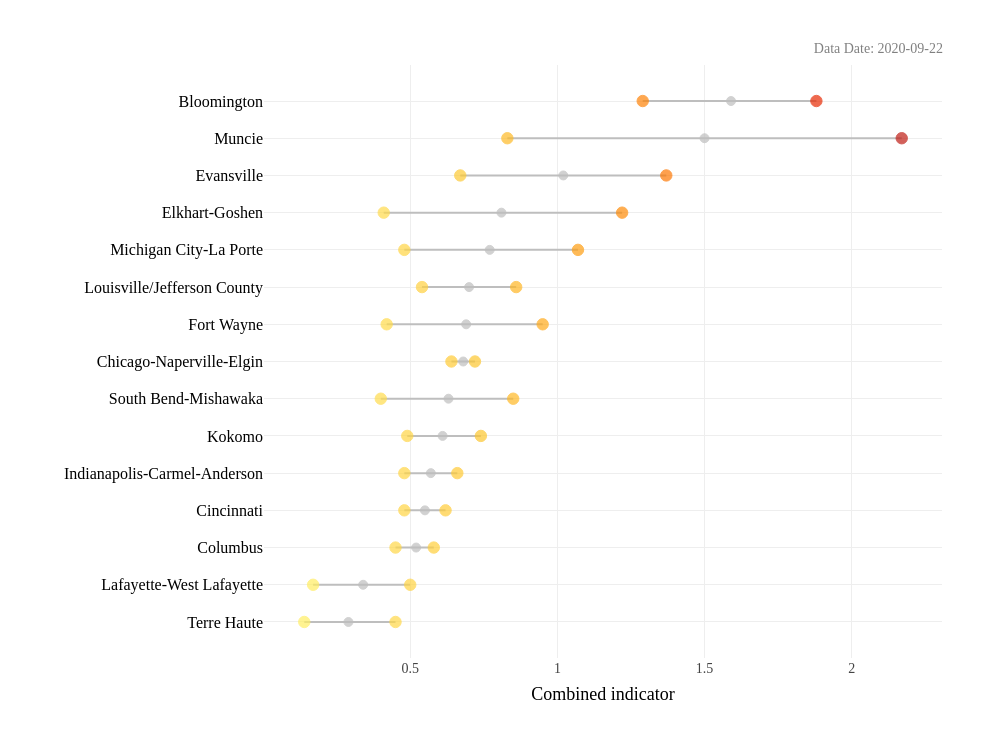 Data Date: 2020-09-22
Bloomington
Muncie
Evansville
Elkhart-Goshen
Michigan City-La Porte
Louisville/Jefferson County
Fort Wayne
Chicago-Naperville-Elgin
South Bend-Mishawaka
Kokomo
Indianapolis-Carmel-Anderson
Cincinnati
Columbus
Lafayette-West Lafayette
Terre Haute
0.5 1 1.5 2
Combined indicator